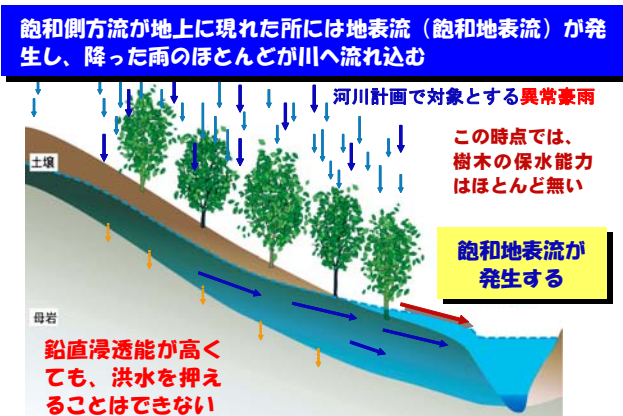 飽和側方流が地上に現れた所には地表流（飽和地表流）が発
生し、降った雨のほとんどが川へ流れ込む
河川計画で対象とする異常豪雨
この時点では、
樹木の保水能力
はほとんど無い
土壌
飽和地表流が
発生する
母岩
鉛直浸透能が高く
ても、洪水を押え
ることはできない